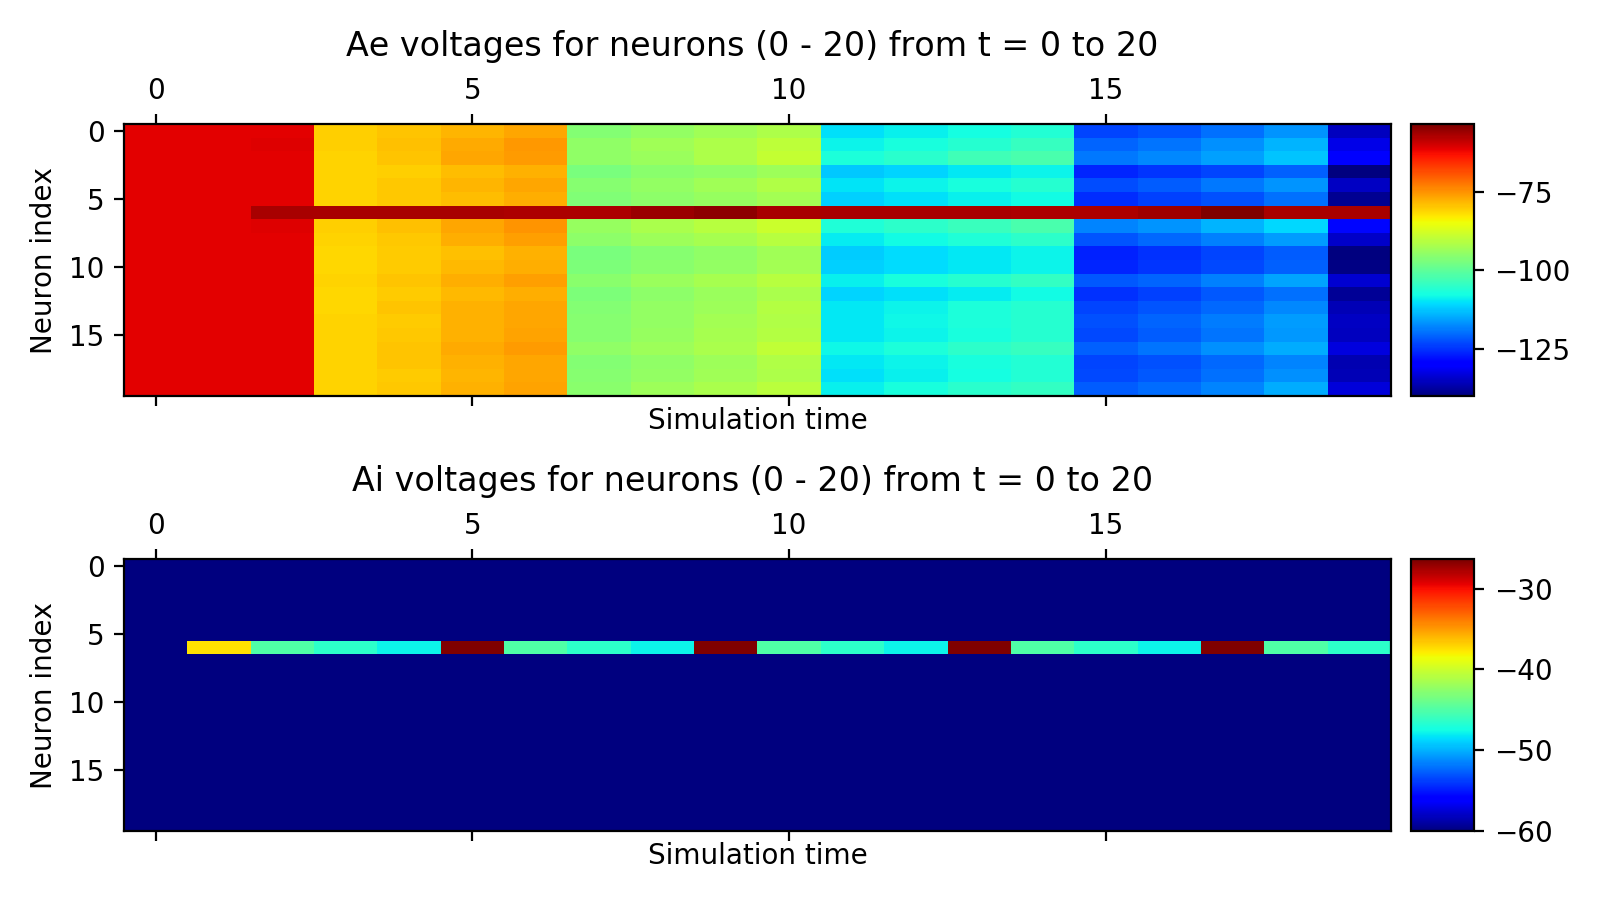 Ae voltages for neurons (0 - 20) from t = 0 to 20
0 5 10 15
Neuron index
0
5
10
15
Simulation time
−75
−100
−125
Ai voltages for neurons (0 - 20) from t = 0 to 20
0 5 10 15
Neuron index
0
5
10
15
Simulation time
−30
−40
−50
−60